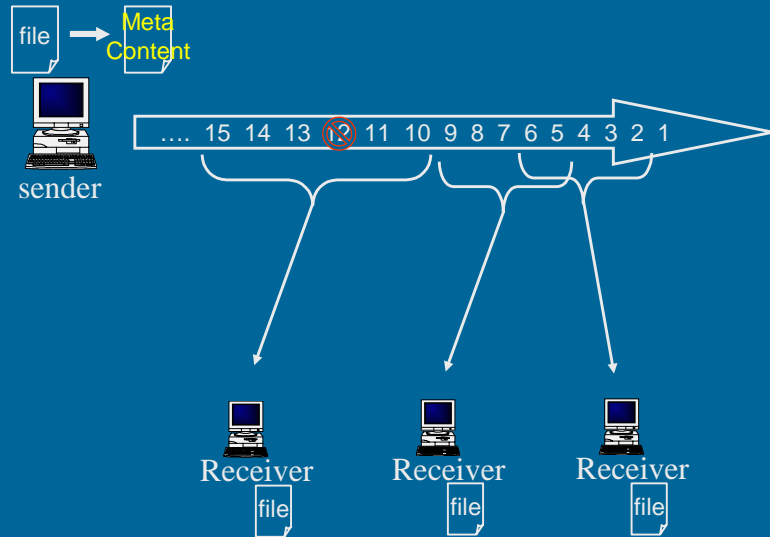 file
Meta
Content
.... 15 14 13 12 11 10 9 8 7 6 5 4 3 2 1
sender
Receiver
Receiver
Receiver
file
file
file